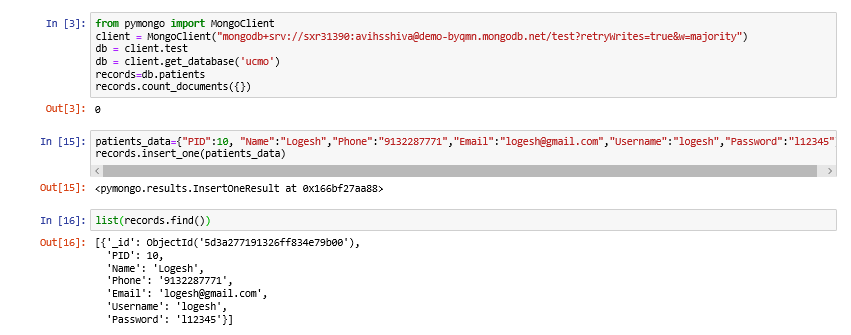 In [3]: from pymongo import MongoClient
client = MongoClient("mongodb+srv://sxr31390:avihsshiva@demo-byqmn.mongodb.net/test?retryWrites=true&w=majority")
db = client.test
db = client.get_database('ucmo')
records=db.patients
records.count_documents({})
Out[3]: 0
In [15]: patients_data={"PID":10, "Name":"Logesh","Phone":"9132287771","Email":"logesh@gmail.com","Username":"logesh","Password":"l12345"
records.insert_one(patients_data)
Out[15]: <pymongo.results.InsertOneResult at 0x166bf27aa88>
In [16]: list(records.find())
Out[16]: [{'_id': ObjectId('5d3a277191326ff834e79b00'),
'PID': 10,
'Name': 'Logesh',
'Phone': '9132287771',
'Email': 'logesh@gmail.com',
'Username': 'logesh',
'Password': 'l12345'}]